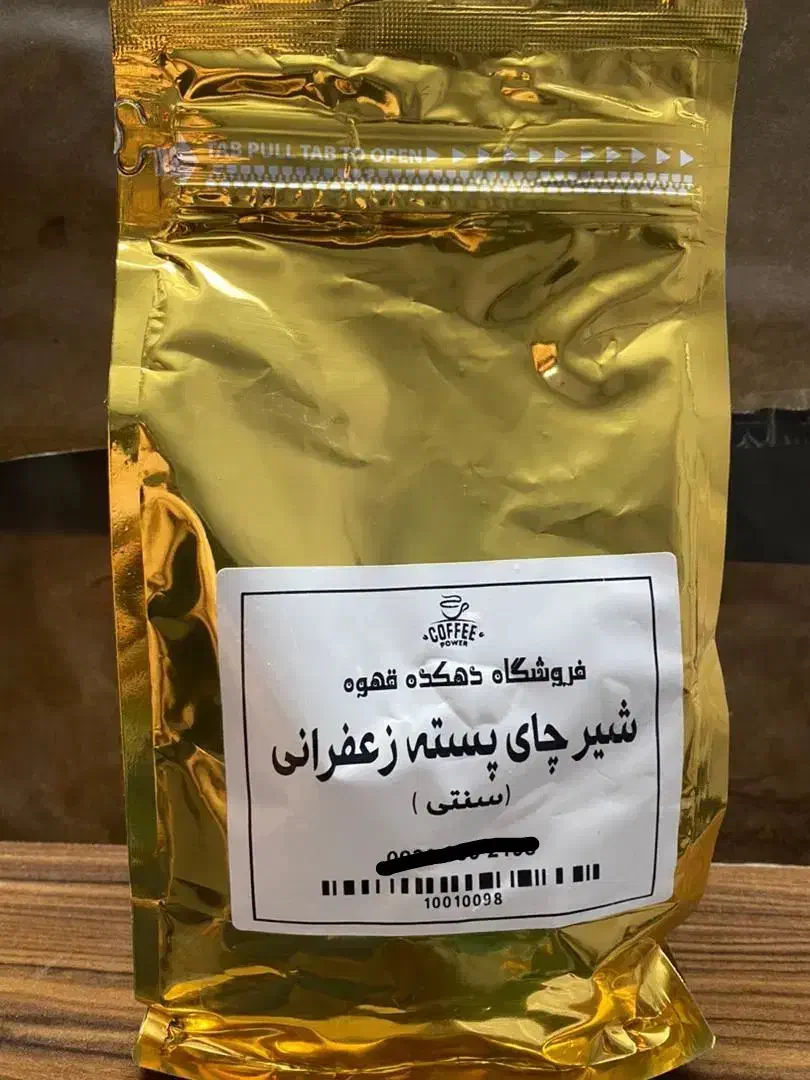 TAB PULL TAB TO OPEN
COFFEE
POWER
فروشگاه دهکده قهوه
شیر چای پسته زعفرانی
(سنتی)
10010098